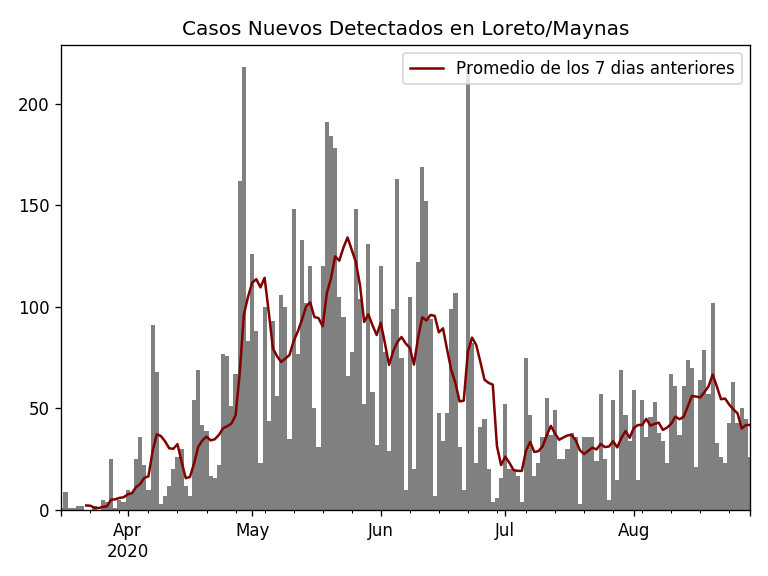 Casos Nuevos Detectados en Loreto/Maynas
Promedio de los 7 dias anteriores
200
150
100
50
0
Apr
2020
May
Jun
Jul
Aug